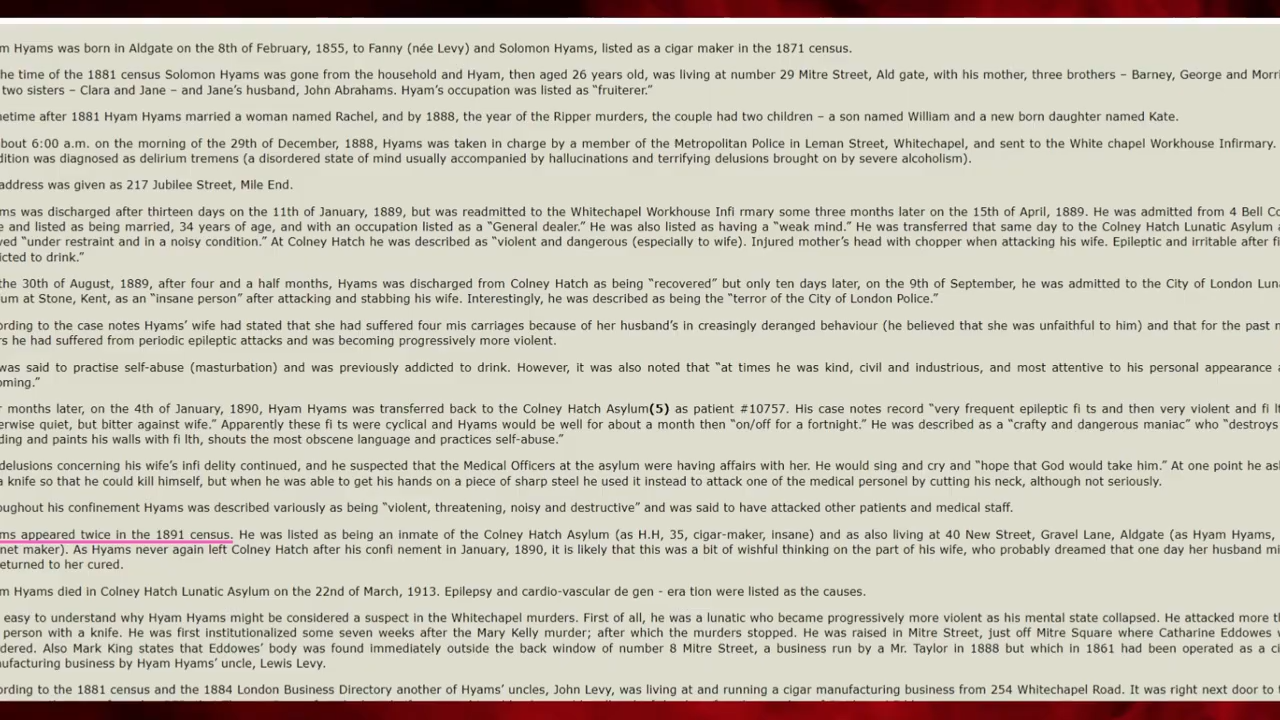 m Hyams was born in Aldgate on the 8th of February, 1855, to Fanny (née Levy) and Solomon Hyams, listed as a cigar maker in the 1871 census.
he time of the 1881 census Solomon Hyams was gone from the household and Hyam, then aged 26 years old, was living at number 29 Mitre Street, Ald gate, with his mother, three brothers – Barney, George and Morri
two sisters – Clara and Jane – and Jane's husband, John Abrahams. Hyam's occupation was listed as “fruiterer.”
netime after 1881 Hyam Hyams married a woman named Rachel, and by 1888, the year of the Ripper murders, the couple had two children – a son named William and a new born daughter named Kate.
bout 6:00 a.m. on the morning of the 29th of December, 1888, Hyams was taken in charge by a member of the Metropolitan Police in Leman Street, Whitechapel, and sent to the White chapel Workhouse Infirmary.
dition was diagnosed as delirium tremens (a disordered state of mind usually accompanied by hallucinations and terrifying delusions brought on by severe alcoholism).
address was given as 217 Jubilee Street, Mile End.
ms was discharged after thirteen days on the 11th of January, 1889, but was readmitted to the Whitechapel Workhouse Infi rmary some three months later on the 15th of April, 1889. He was admitted from 4 Bell Co
e and listed as being married, 34 years of age, and with an occupation listed as a “General dealer.” He was also listed as having a “weak mind.” He was transferred that same day to the Colney Hatch Lunatic Asylum a
ved “under restraint and in a noisy condition.” At Colney Hatch he was described as “violent and dangerous (especially to wife). Injured mother's head with chopper when attacking his wife. Epileptic and irritable after fi
icted to drink.”
the 30th of August, 1889, after four and a half months, Hyams was discharged from Colney Hatch as being “recovered” but only ten days later, on the 9th of September, he was admitted to the City of London Luna
um at Stone, Kent, as an “insane person” after attacking and stabbing his wife. Interestingly, he was described as being the “terror of the City of London Police.”
ording to the case notes Hyams' wife had stated that she had suffered four mis carriages because of her husband's in creasingly deranged behaviour (he believed that she was unfaithful to him) and that for the past n
rs he had suffered from periodic epileptic attacks and was becoming progressively more violent.
was said to practise self-abuse (masturbation) and was previously addicted to drink. However, it was also noted that “at times he was kind, civil and industrious, and most attentive to his personal appearance a
oming.”
r months later, on the 4th of January, 1890, Hyam Hyams was transferred back to the Colney Hatch Asylum(5) as patient #10757. His case notes record “very frequent epileptic fi ts and then very violent and fi lt
erwise quiet, but bitter against wife.” Apparently these fi ts were cyclical and Hyams would be well for about a month then “on/off for a fortnight.” He was described as a “crafty and dangerous maniac” who “destroys
ding and paints his walls with fi lth, shouts the most obscene language and practices self-abuse.”
delusions concerning his wife's infi delity continued, and he suspected that the Medical Officers at the asylum were having affairs with her. He would sing and cry and “hope that God would take him.” At one point he as
a knife so that he could kill himself, but when he was able to get his hands on a piece of sharp steel he used it instead to attack one of the medical personel by cutting his neck, although not seriously.
oughout his confinement Hyams was described variously as being “violent, threatening, noisy and destructive” and was said to have attacked other patients and medical staff.
ms appeared twice in the 1891 census. He was listed as being an inmate of the Colney Hatch Asylum (as H.H, 35, cigar-maker, insane) and as also living at 40 New Street, Gravel Lane, Aldgate (as Hyam Hyams,
net maker). As Hyams never again left Colney Hatch after his confi nement in January, 1890, it is likely that this was a bit of wishful thinking on the part of his wife, who probably dreamed that one day her husband mi
returned to her cured.
m Hyams died in Colney Hatch Lunatic Asylum on the 22nd of March, 1913. Epilepsy and cardio-vascular de gen - era tion were listed as the causes.
easy to understand why Hyam Hyams might be considered a suspect in the Whitechapel murders. First of all, he was a lunatic who became progressively more violent as his mental state collapsed. He attacked more th
person with a knife. He was first institutionalized some seven weeks after the Mary Kelly murder; after which the murders stopped. He was raised in Mitre Street, just off Mitre Square where Catharine Eddowes w
dered. Also Mark King states that Eddowes' body was found immediately outside the back window of number 8 Mitre Street, a business run by a Mr. Taylor in 1888 but which in 1861 had been operated as a ci
ufacturing business by Hyam Hyams' uncle, Lewis Levy.
ording to the 1881 census and the 1884 London Business Directory another of Hyams' uncles, John Levy, was living at and running a cigar manufacturing business from 254 Whitechapel Road. It was right next door to t